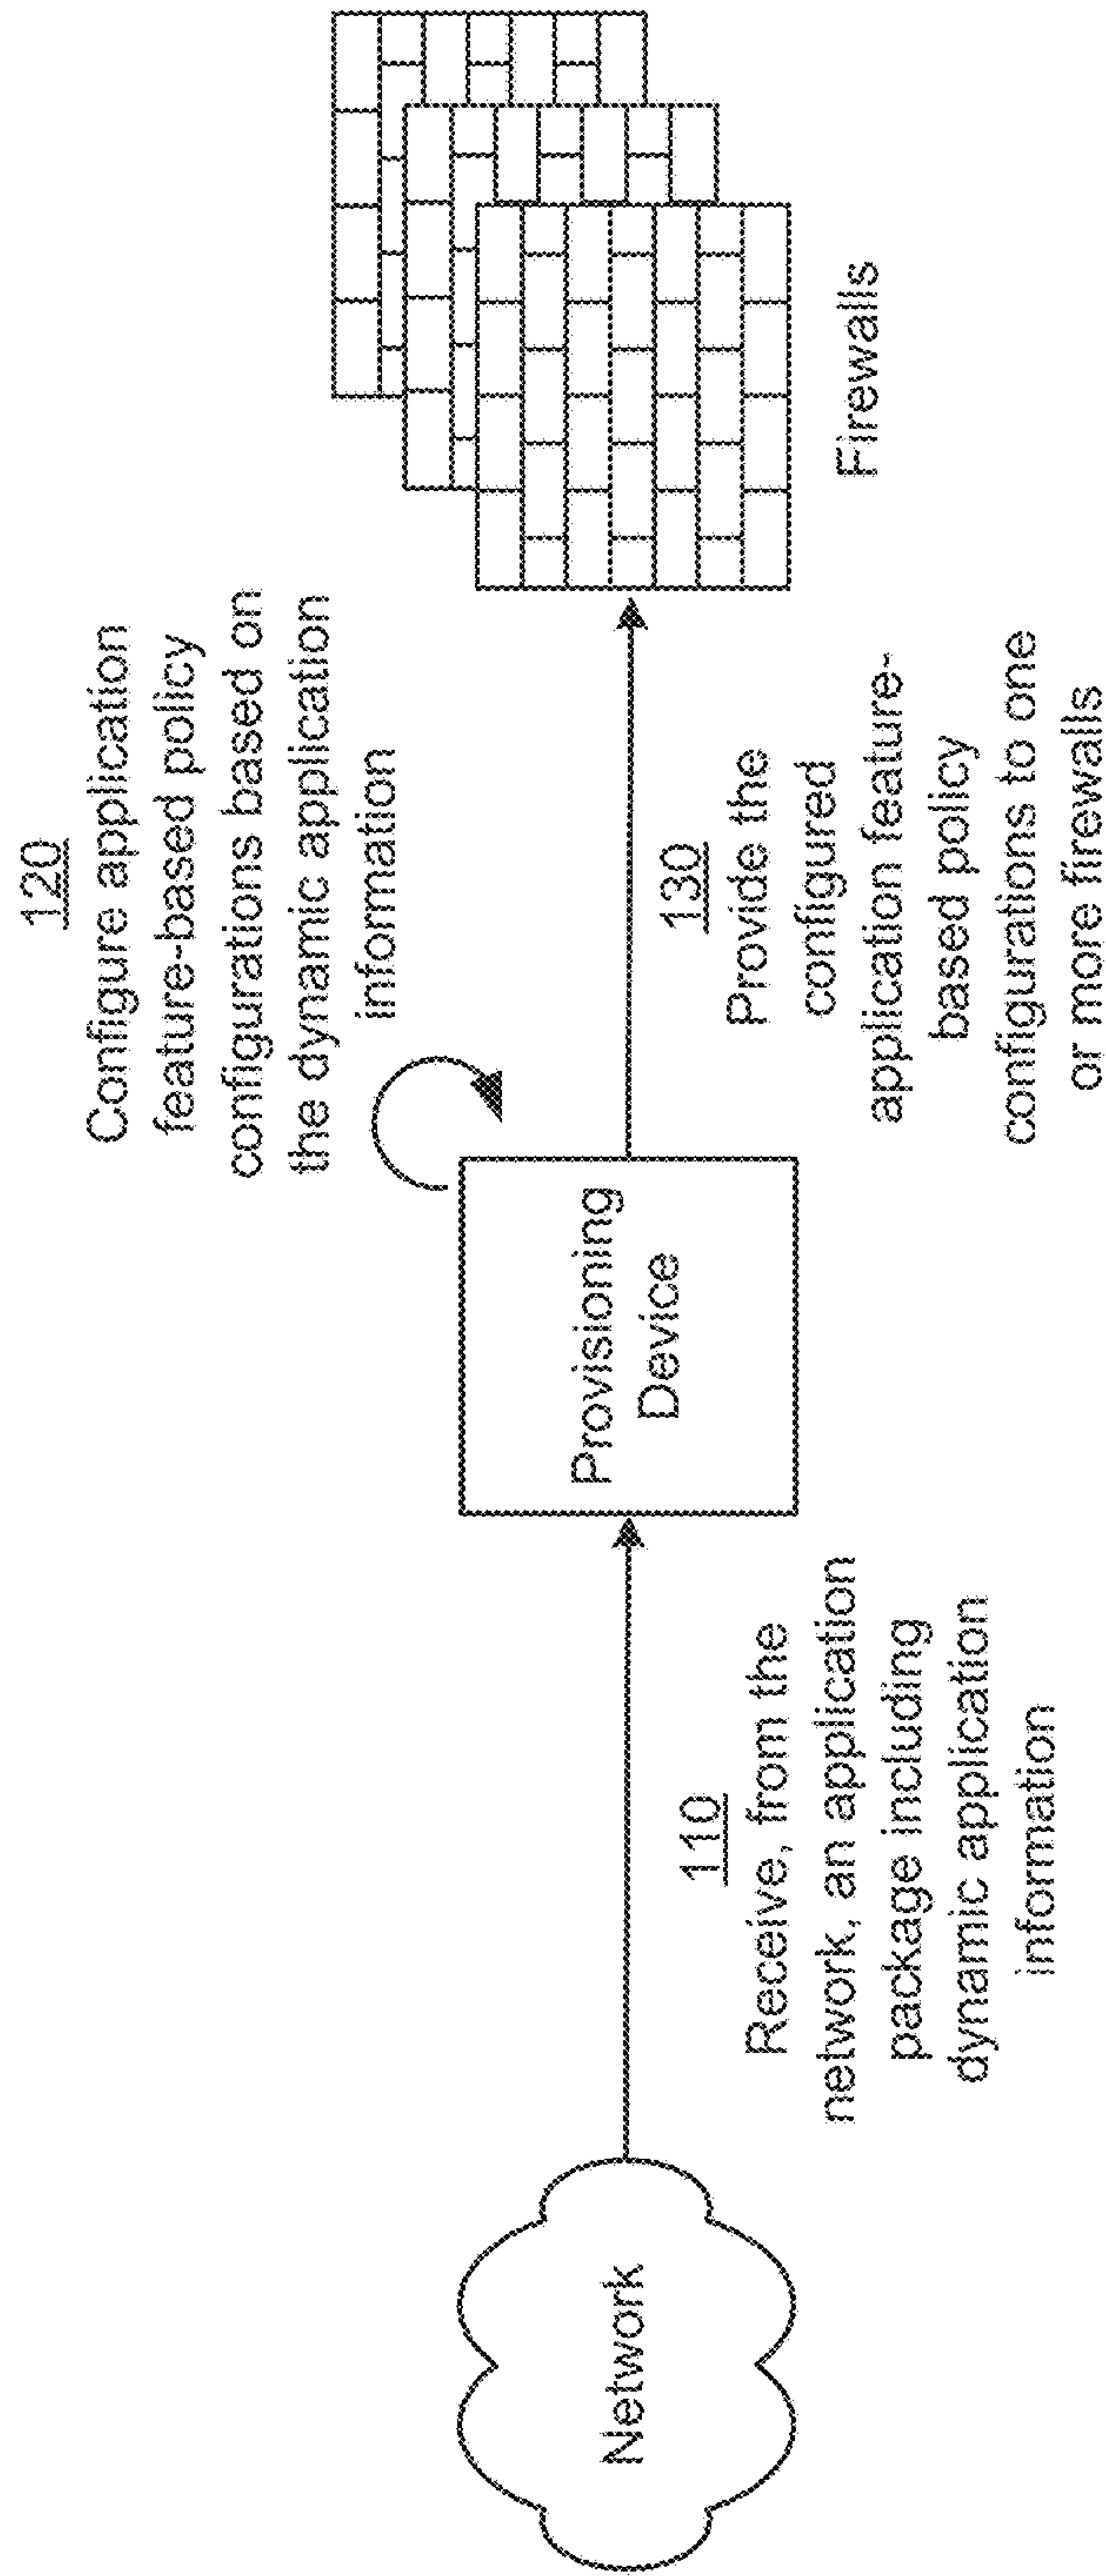 Network
110
Receive, from the
network, an application
package including
dynamic application
information
Provisioning
Device
120
Configure application
feature-based policy
configurations based on
the dynamic application
information
130
Provide the
configured
application feature-
based policy
configurations to one
or more firewalls
Firewalls